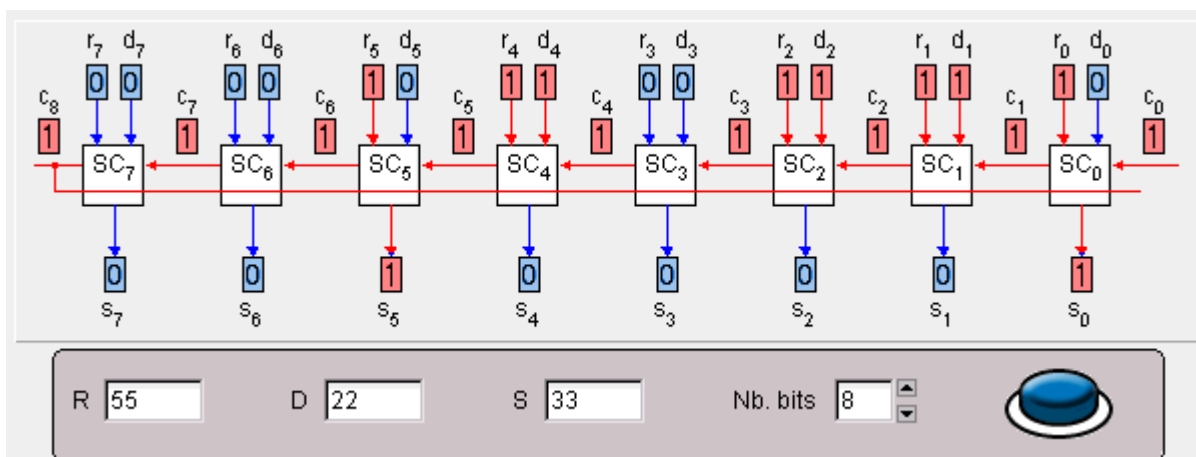 r7 d7 r6 d6 r5 d5 r4 d4 r3 d3 r2 d2 r1 d1 r0 d0
0 0 0 0 1 0 1 1 0 0 1 1 1 1 1 0
c8 c7 c6 c5 c4 c3 c2 c1 c0
1 1 1 1 1 1 1 1 1
SC7 SC6 SC5 SC4 SC3 SC2 SC1 SC0
0 0 1 0 0 0 0 1
s7 s6 s5 s4 s3 s2 s1 s0
R 55 D 22 S 33 Nb. bits 8